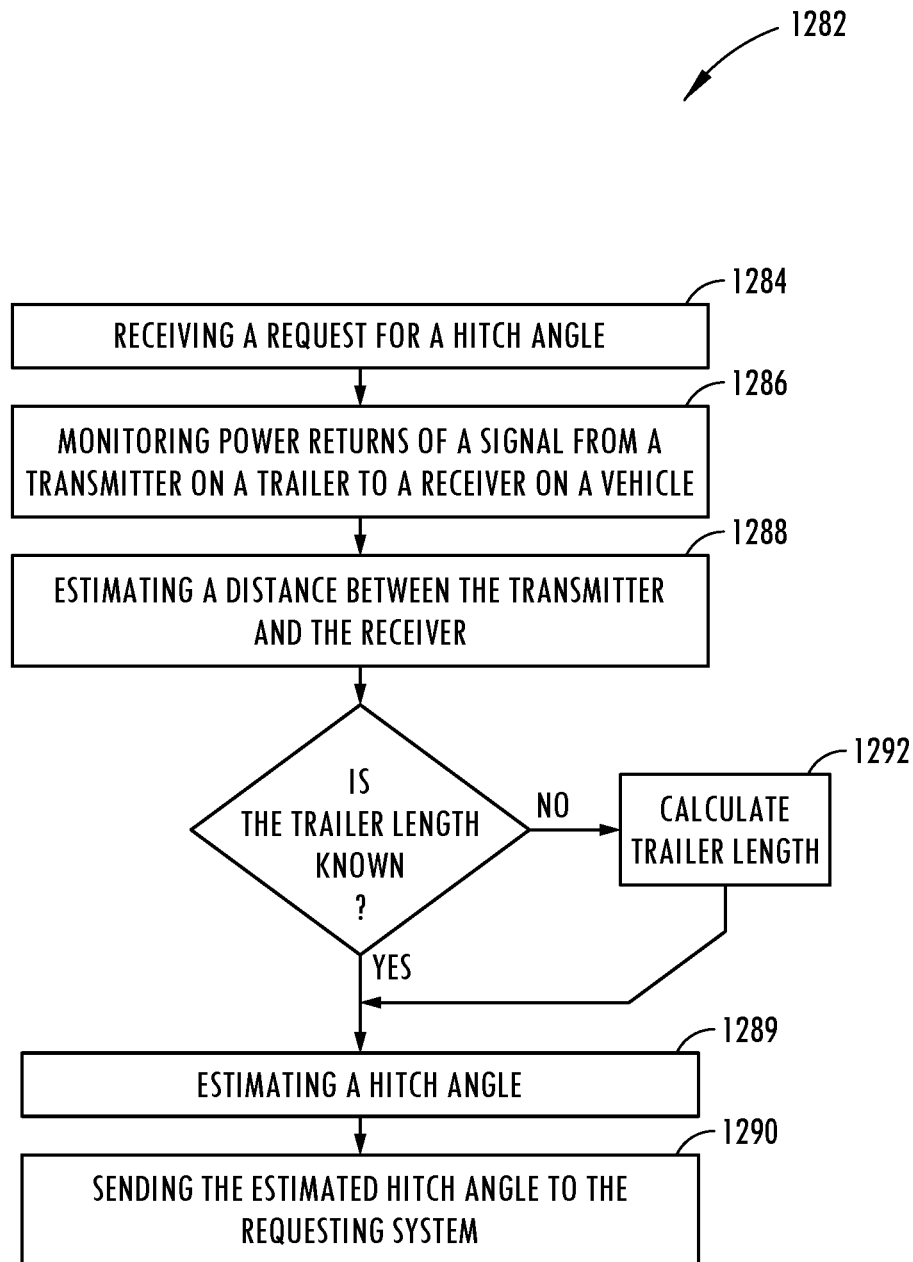 1282
1284
RECEIVING A REQUEST FOR A HITCH ANGLE
1286
MONITORING POWER RETURNS OF A SIGNAL FROM A
TRANSMITTER ON A TRAILER TO A RECEIVER ON A VEHICLE
1288
ESTIMATING A DISTANCE BETWEEN THE TRANSMITTER
AND THE RECEIVER
IS
THE TRAILER LENGTH
KNOWN
?
NO
1292
CALCULATE
TRAILER LENGTH
YES
1289
ESTIMATING A HITCH ANGLE
1290
SENDING THE ESTIMATED HITCH ANGLE TO THE
REQUESTING SYSTEM